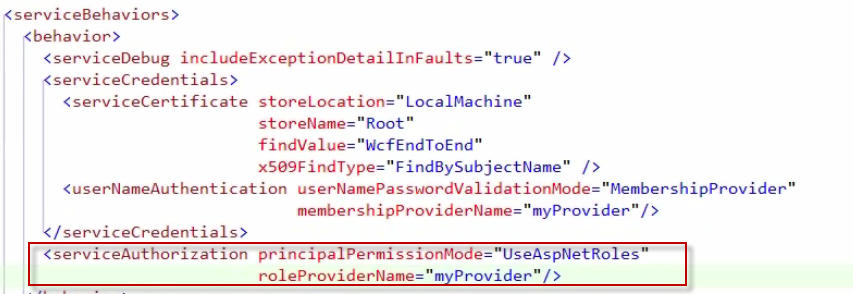 <serviceBehaviors>
<behavior>
<serviceDebug includeExceptionDetailInFaults="true" />
<serviceCredentials>
<serviceCertificate storeLocation="LocalMachine"
storeName="Root"
findValue="WcfEndToEnd"
x509FindType="FindBySubjectName" />
<userNameAuthentication userNamePasswordValidationMode="MembershipProvider"
membershipProviderName="myProvider"/>
</serviceCredentials>
<serviceAuthorization principalPermissionMode="UseAspNetRoles"
roleProviderName="myProvider"/>